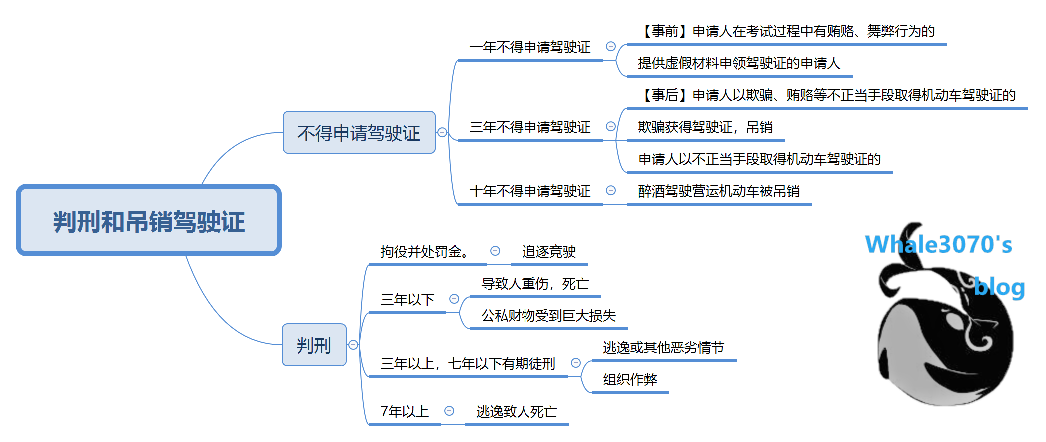 判刑和吊销驾驶证
不得申请驾驶证
一年不得申请驾驶证
【事前】申请人在考试过程中有贿赂、舞弊行为的
提供虚假材料申领驾驶证的申请人
三年不得申请驾驶证
【事后】申请人以欺骗、贿赂等不正当手段取得机动车驾驶证的
欺骗获得驾驶证，吊销
申请人以不正当手段取得机动车驾驶证的
十年不得申请驾驶证
醉酒驾驶营运机动车被吊销
判刑
拘役并处罚金。
追逐竞驶
三年以下
导致人重伤，死亡
公私财物受到巨大损失
三年以上，七年以下有期徒刑
逃逸或其他恶劣情节
组织作弊
7年以上
逃逸致人死亡
Whale3070's
blog